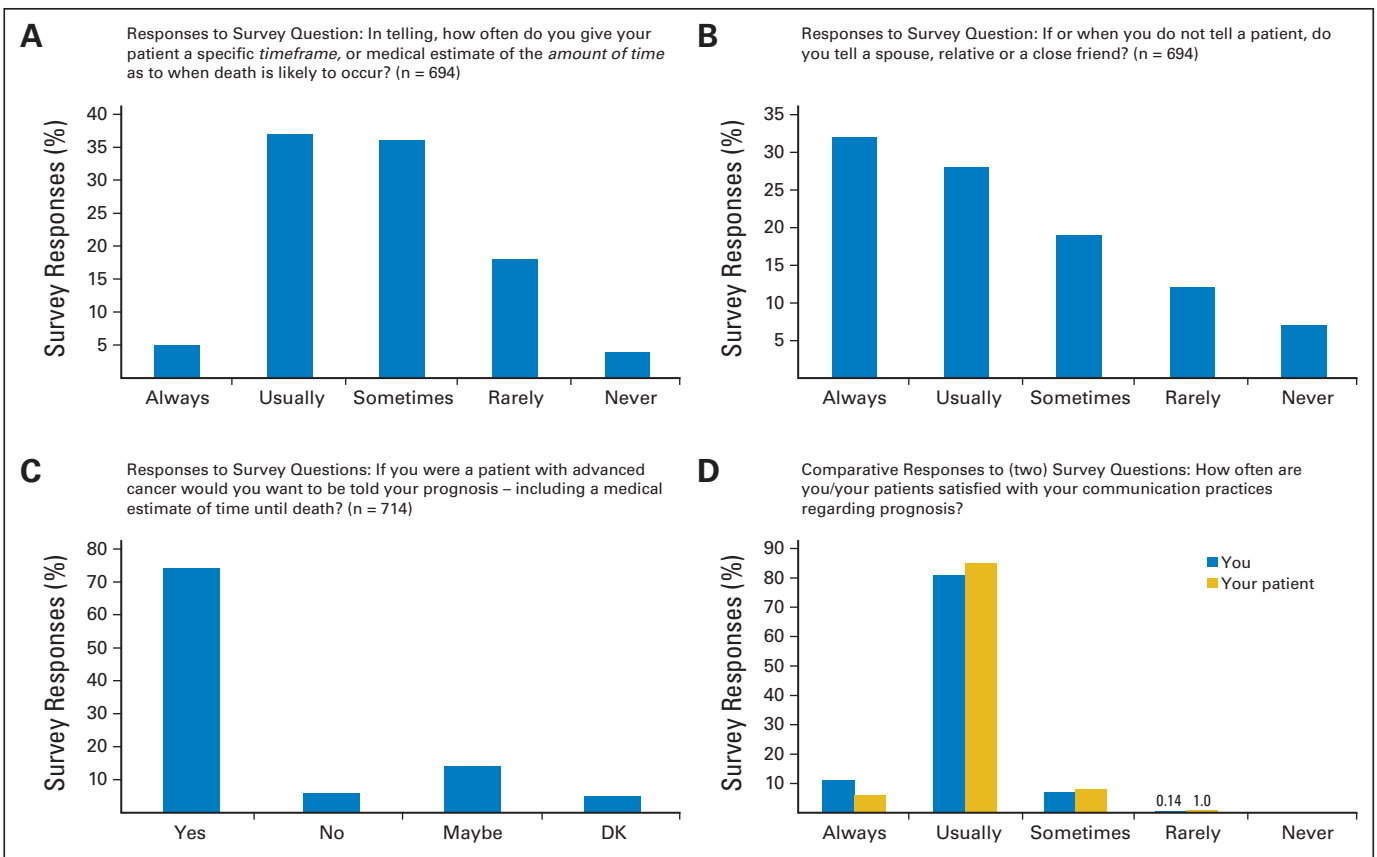 A
Responses to Survey Question: In telling, how often do you give your
patient a specific timeframe, or medical estimate of the amount of time
as to when death is likely to occur? (n = 694)
Survey Responses (%)
40
35
30
25
20
15
10
5
Always Usually Sometimes Rarely Never
B
Responses to Survey Question: If or when you do not tell a patient, do
you tell a spouse, relative or a close friend? (n = 694)
Survey Responses (%)
35
30
25
20
15
10
5
Always Usually Sometimes Rarely Never
C
Responses to Survey Questions: If you were a patient with advanced
cancer would you want to be told your prognosis – including a medical
estimate of time until death? (n = 714)
Survey Responses (%)
80
70
60
50
40
30
20
10
Yes No Maybe DK
D
Comparative Responses to (two) Survey Questions: How often are
you/your patients satisfied with your communication practices
regarding prognosis?
Survey Responses (%)
90
80
70
60
50
40
30
20
10
You
Your patient
0.14 1.0
Always Usually Sometimes Rarely Never